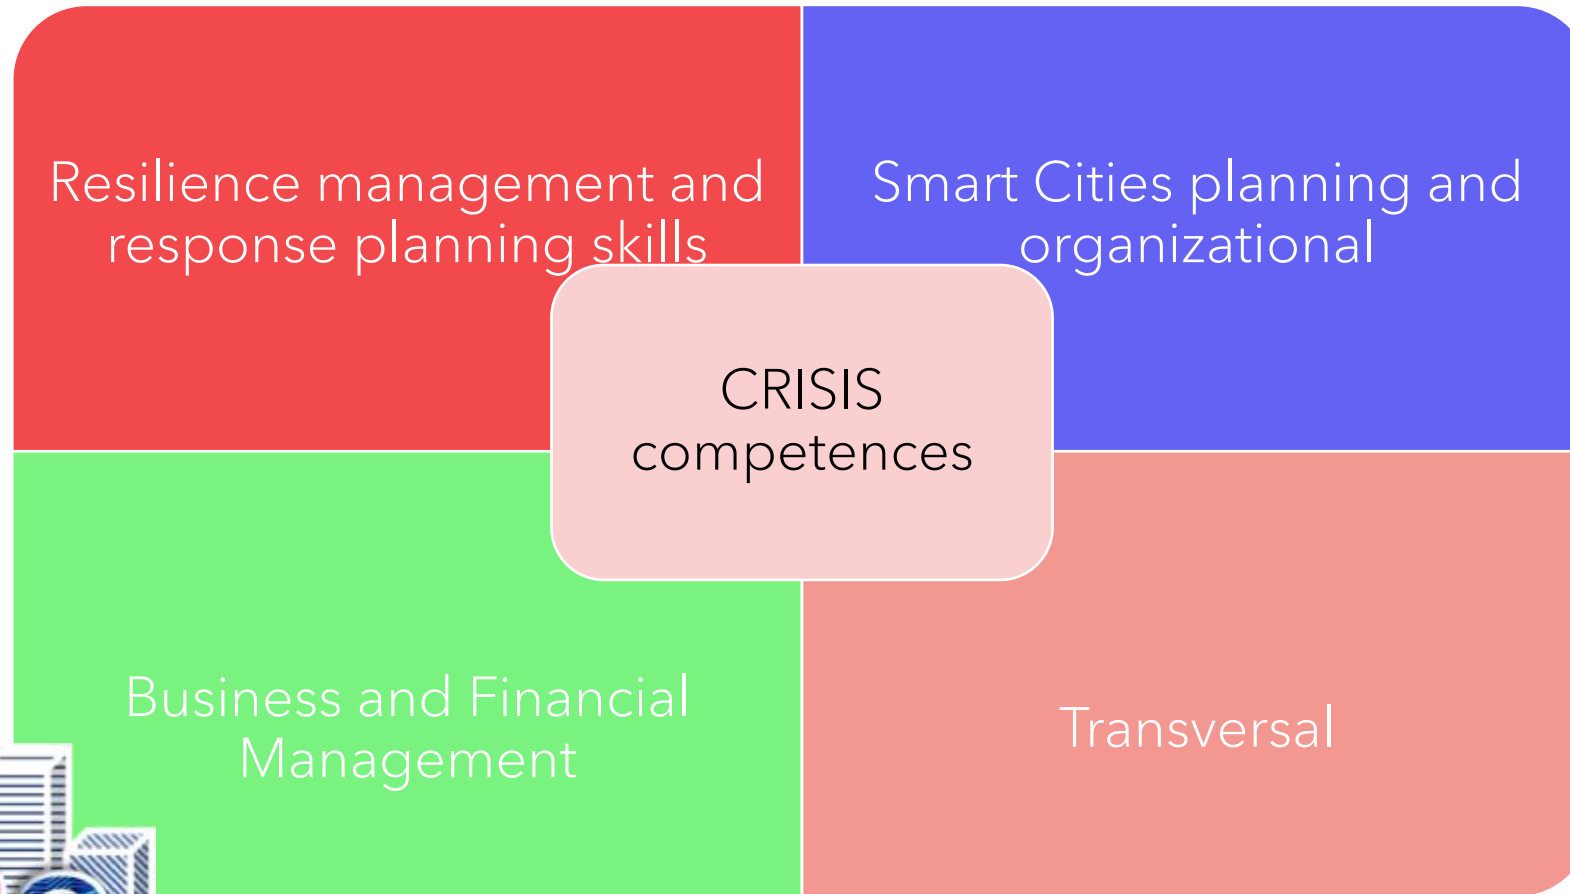 Resilience management and
response planning skills
Smart Cities planning and
organizational
CRISIS
competences
Business and Financial
Management
Transversal